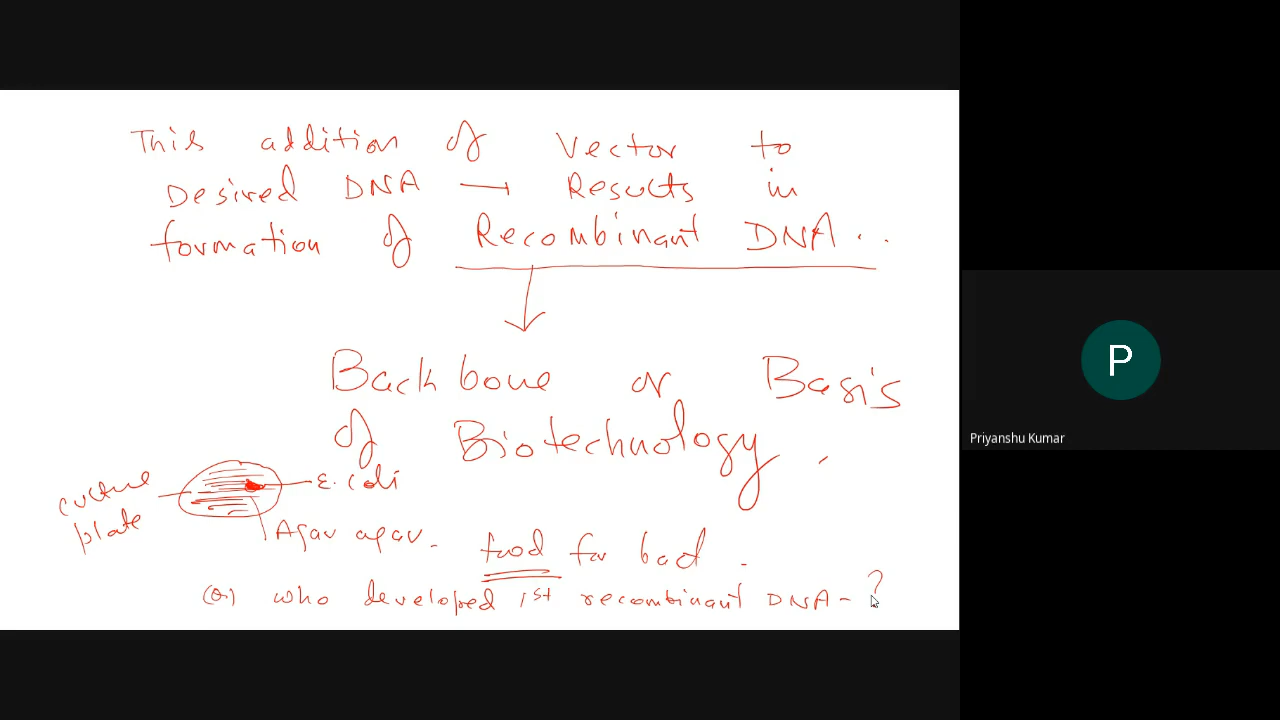 This addition of Vector to
Desired DNA → Results in
formation of Recombinant DNA..
Backbone or Basis
of Biotechnology.
culture
plate
E. coli
Agar agar.
food for bact.
(Q) who developed 1st recombinant DNA - ?
P
Priyanshu Kumar